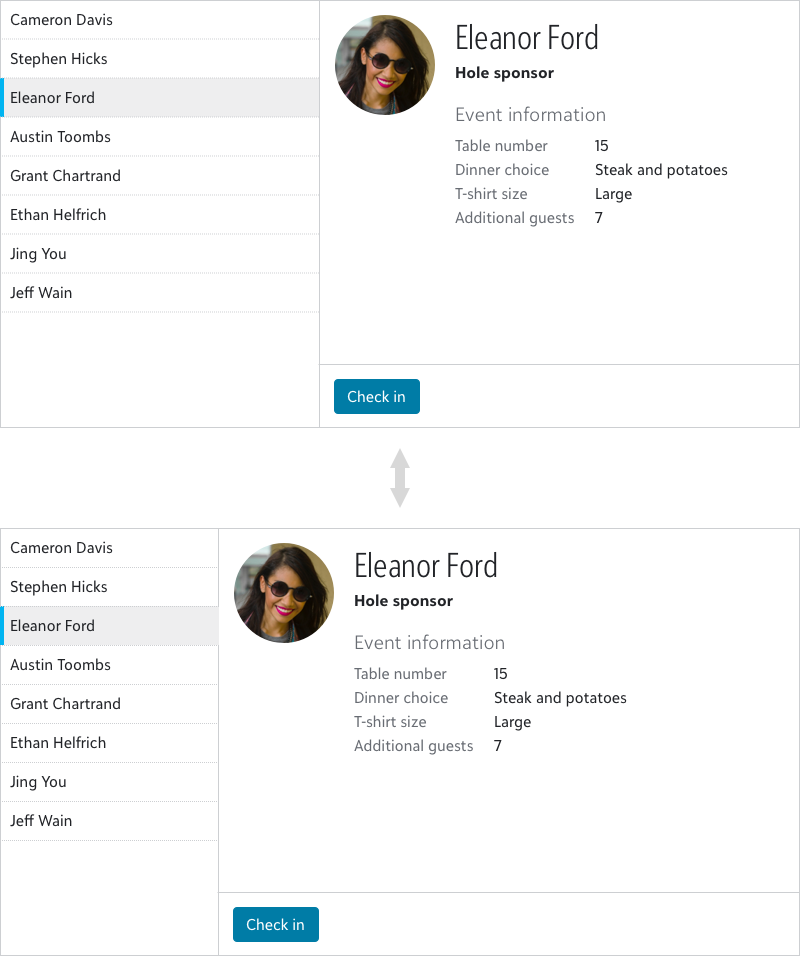 Cameron Davis
Stephen Hicks
Eleanor Ford
Austin Toombs
Grant Chartrand
Ethan Helfrich
Jing You
Jeff Wain
Eleanor Ford
Hole sponsor
Event information
Table number 15
Dinner choice Steak and potatoes
T-shirt size Large
Additional guests 7
Check in
Cameron Davis
Stephen Hicks
Eleanor Ford
Austin Toombs
Grant Chartrand
Ethan Helfrich
Jing You
Jeff Wain
Eleanor Ford
Hole sponsor
Event information
Table number 15
Dinner choice Steak and potatoes
T-shirt size Large
Additional guests 7
Check in